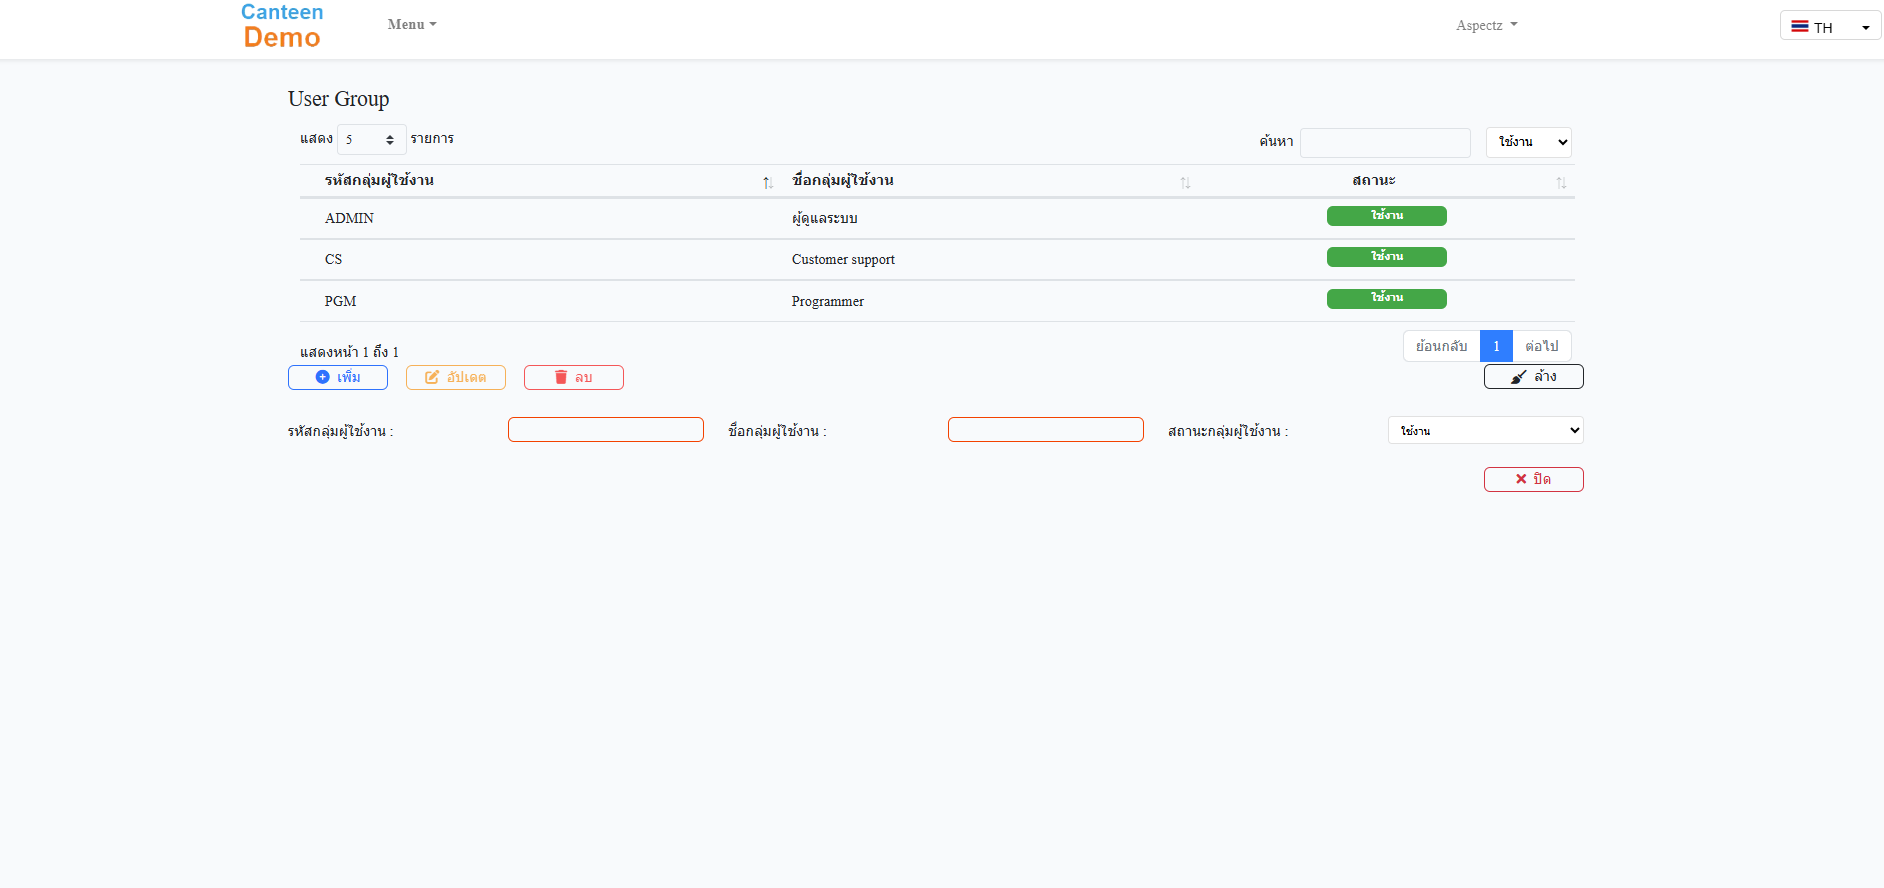 Canteen
Demo
Menu
Aspectz
TH
User Group
แสดง 5 รายการ
ค้นหา
ใช้งาน
รหัสกลุ่มผู้ใช้งาน ชื่อกลุ่มผู้ใช้งาน สถานะ
ADMIN ผู้ดูแลระบบ ใช้งาน
CS Customer support ใช้งาน
PGM Programmer ใช้งาน
แสดงหน้า 1 ถึง 1
ย้อนกลับ 1 ต่อไป
เพิ่ม อัปเดต ลบ ล้าง
รหัสกลุ่มผู้ใช้งาน : ชื่อกลุ่มผู้ใช้งาน : สถานะกลุ่มผู้ใช้งาน : ใช้งาน
ปิด